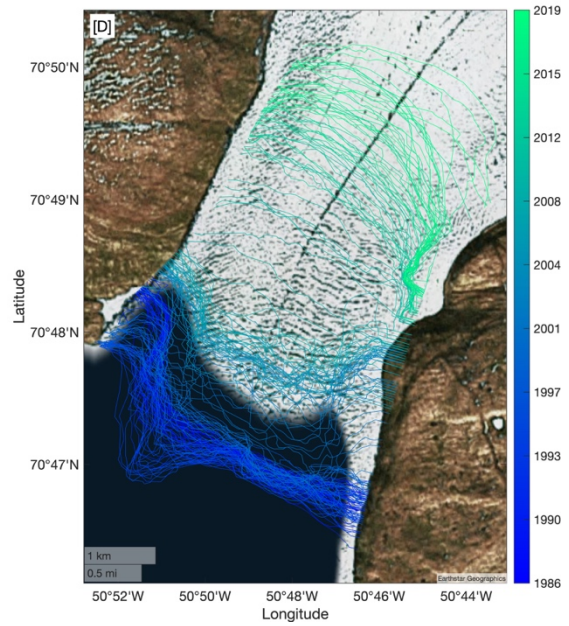 [D]
70°50'N
70°49'N
70°48'N
70°47'N
Latitude
1 km
0.5 mi
Earthstar Geographics
50°52'W 50°50'W 50°48'W 50°46'W 50°44'W
Longitude
2019
2015
2012
2008
2004
2001
1997
1993
1990
1986